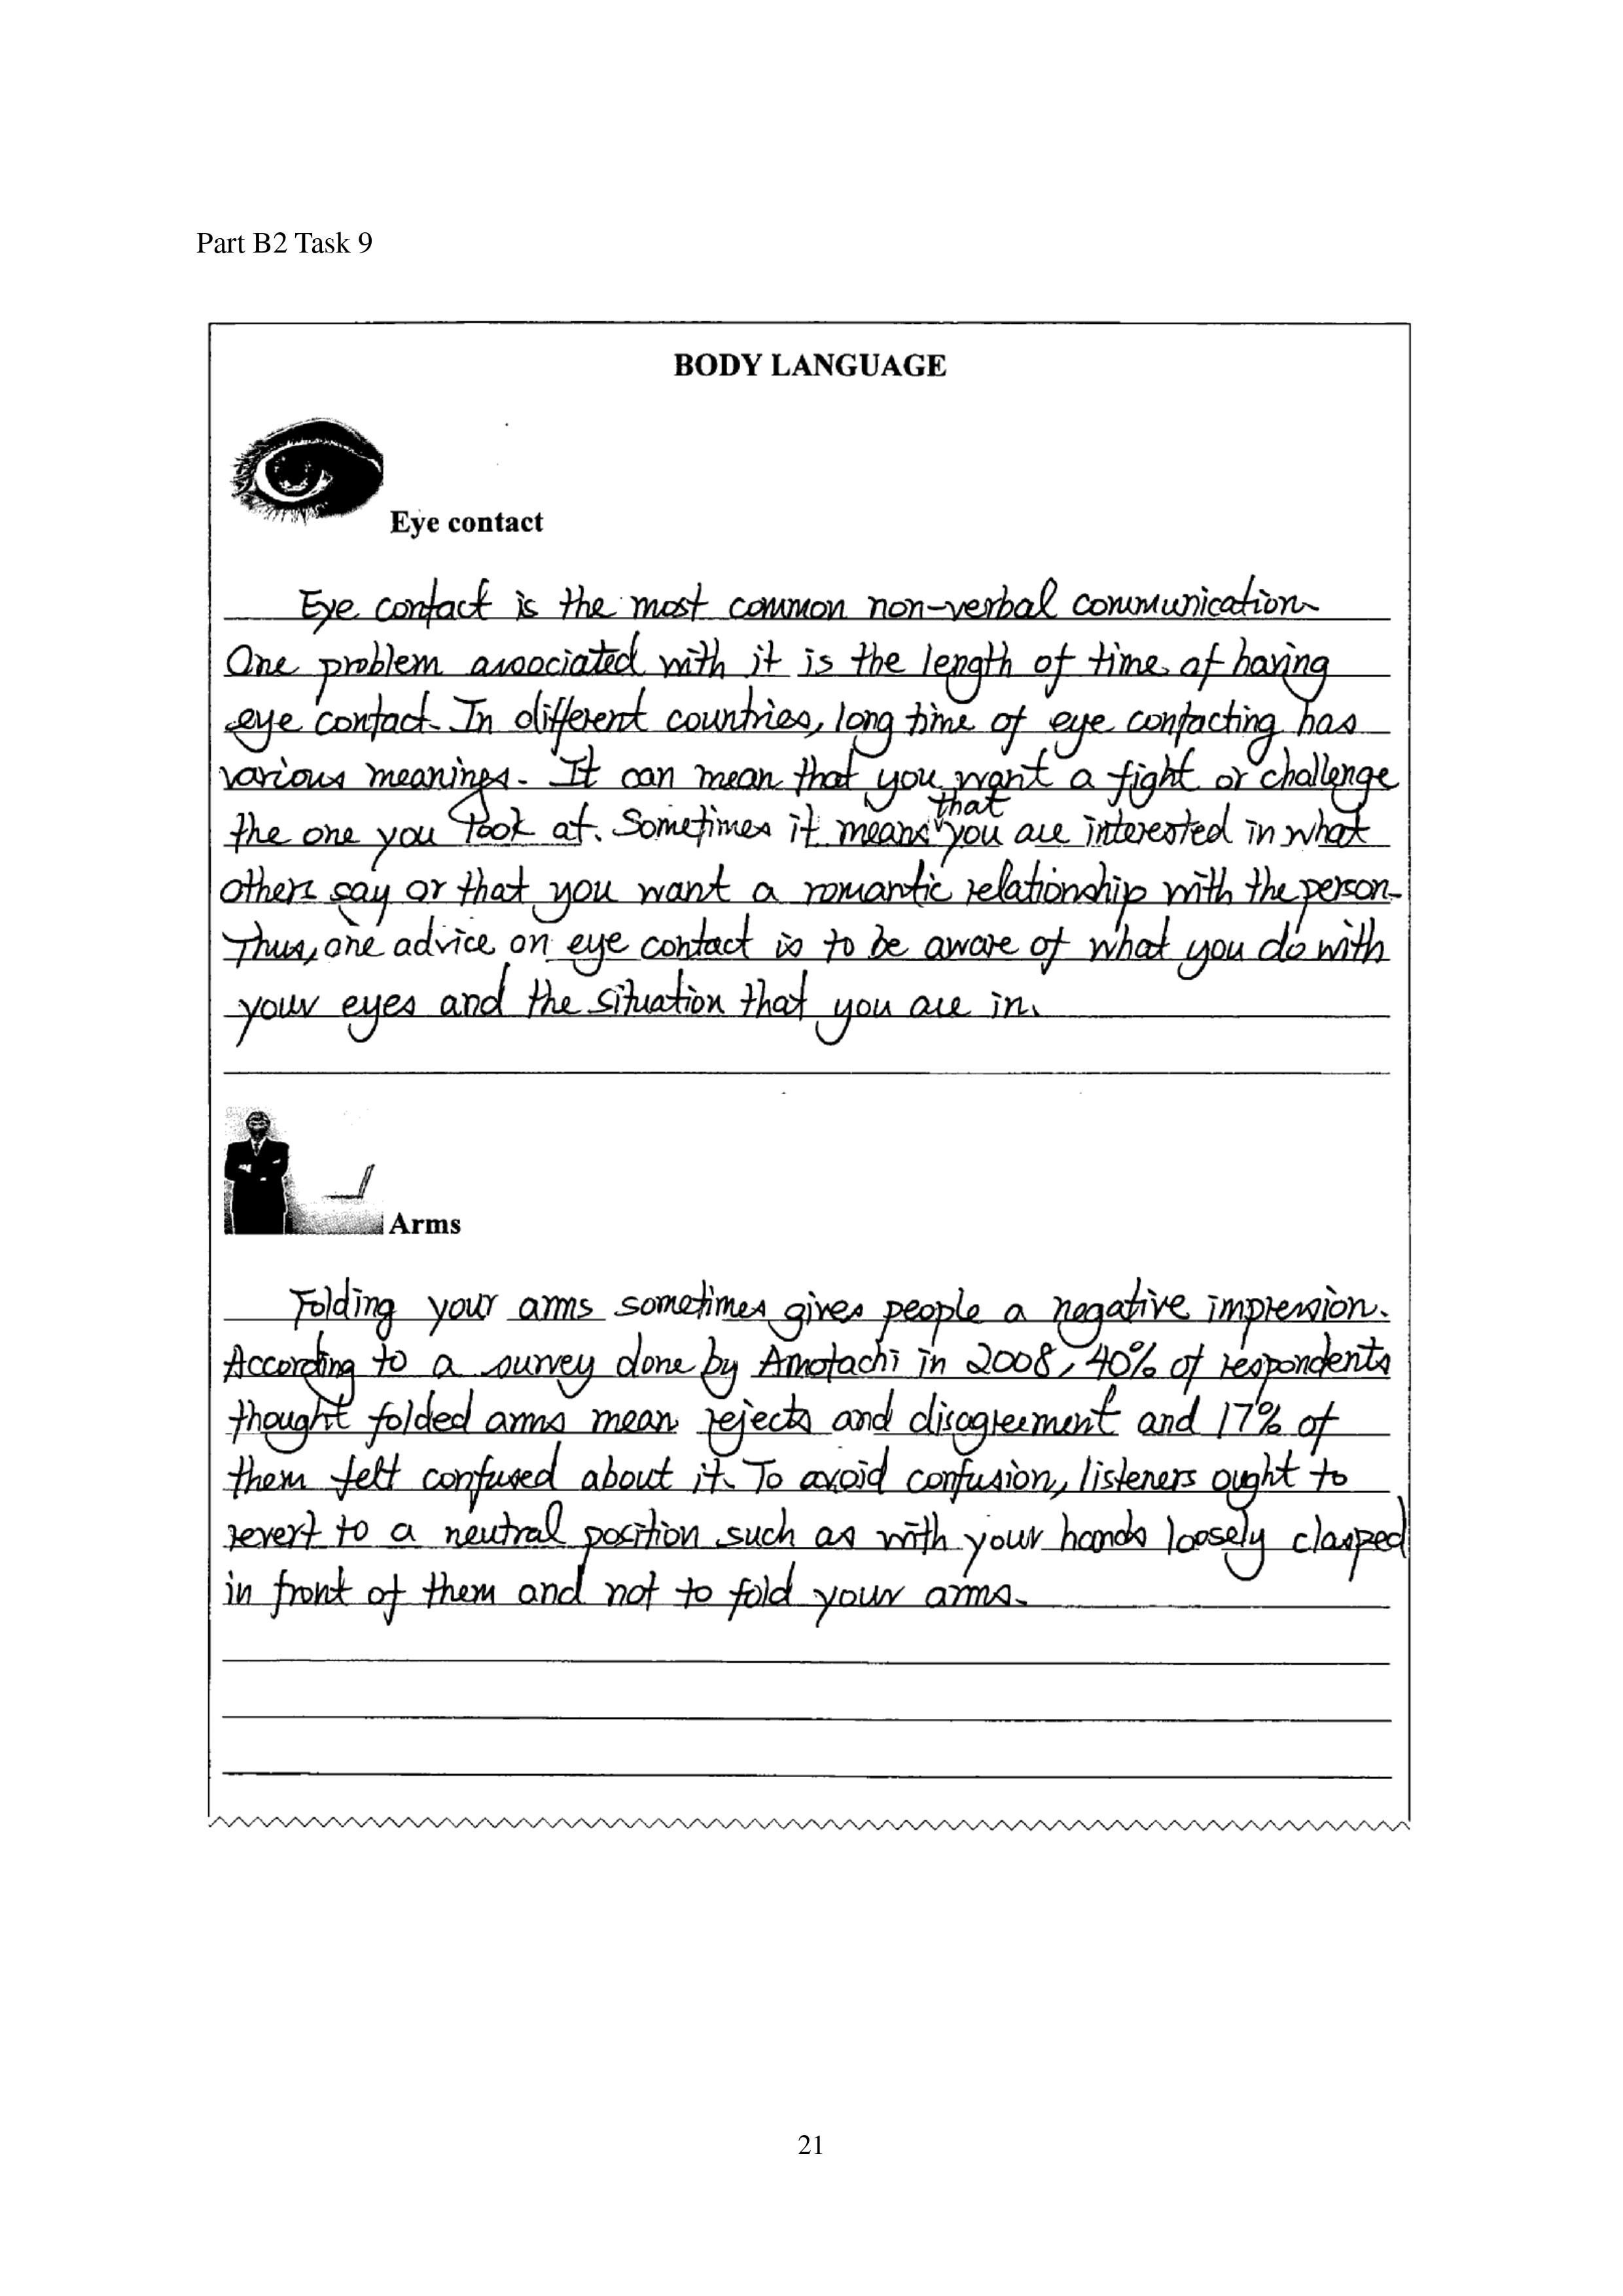 Part B2 Task 9
BODY LANGUAGE
Eye contact
Eye contact is the most common non-verbal communication.
One problem associated with it is the length of time of having
eye contact. In different countries, long time of eye contacting has
various meanings. It can mean that you want a fight or challenge
the one you look at. Sometimes it means that you are interested in what
others say or that you want a romantic relationship with the person.
Thus, one advice on eye contact is to be aware of what you do with
your eyes and the situation that you are in.
Arms
Folding your arms sometimes gives people a negative impression.
According to a survey done by Amotachi in 2008, 40% of respondents
thought folded arms mean rejects and disagreement and 17% of
them felt confused about it. To avoid confusion, listeners ought to
revert to a neutral position such as with your hands loosely clasped
in front of them and not to fold your arms.
21